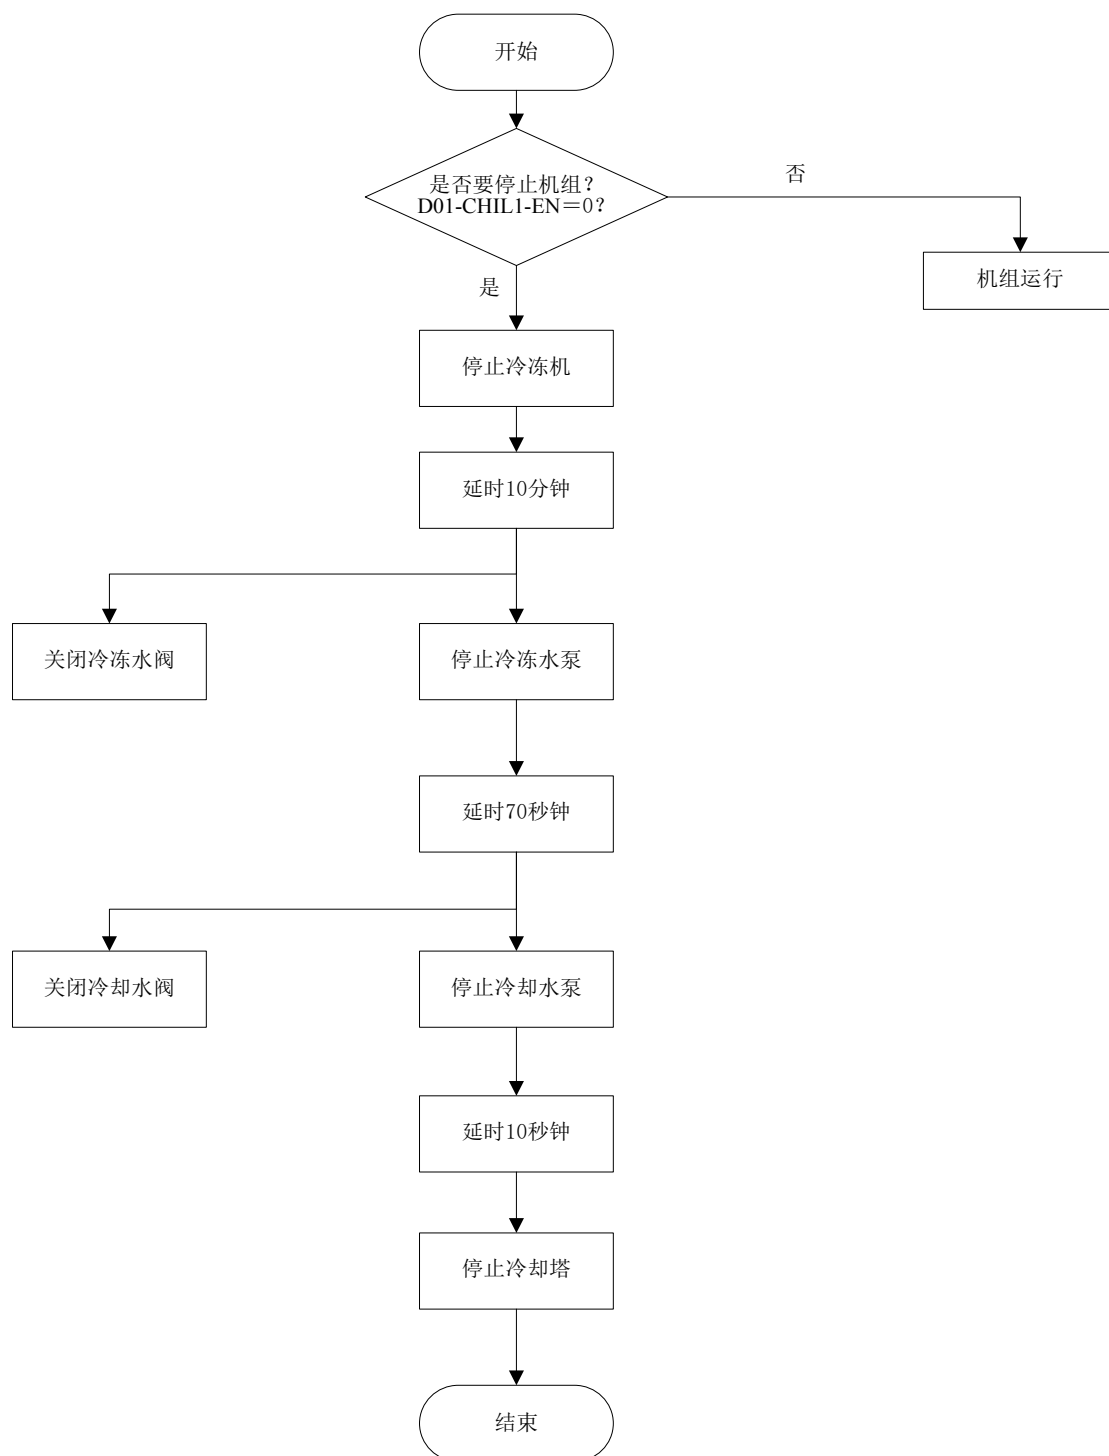 开始
是否要停止机组？
D01-CHIL1-EN＝0？
否
机组运行
是
停止冷冻机
延时10分钟
关闭冷冻水阀
停止冷冻水泵
延时70秒钟
关闭冷却水阀
停止冷却水泵
延时10秒钟
停止冷却塔
结束